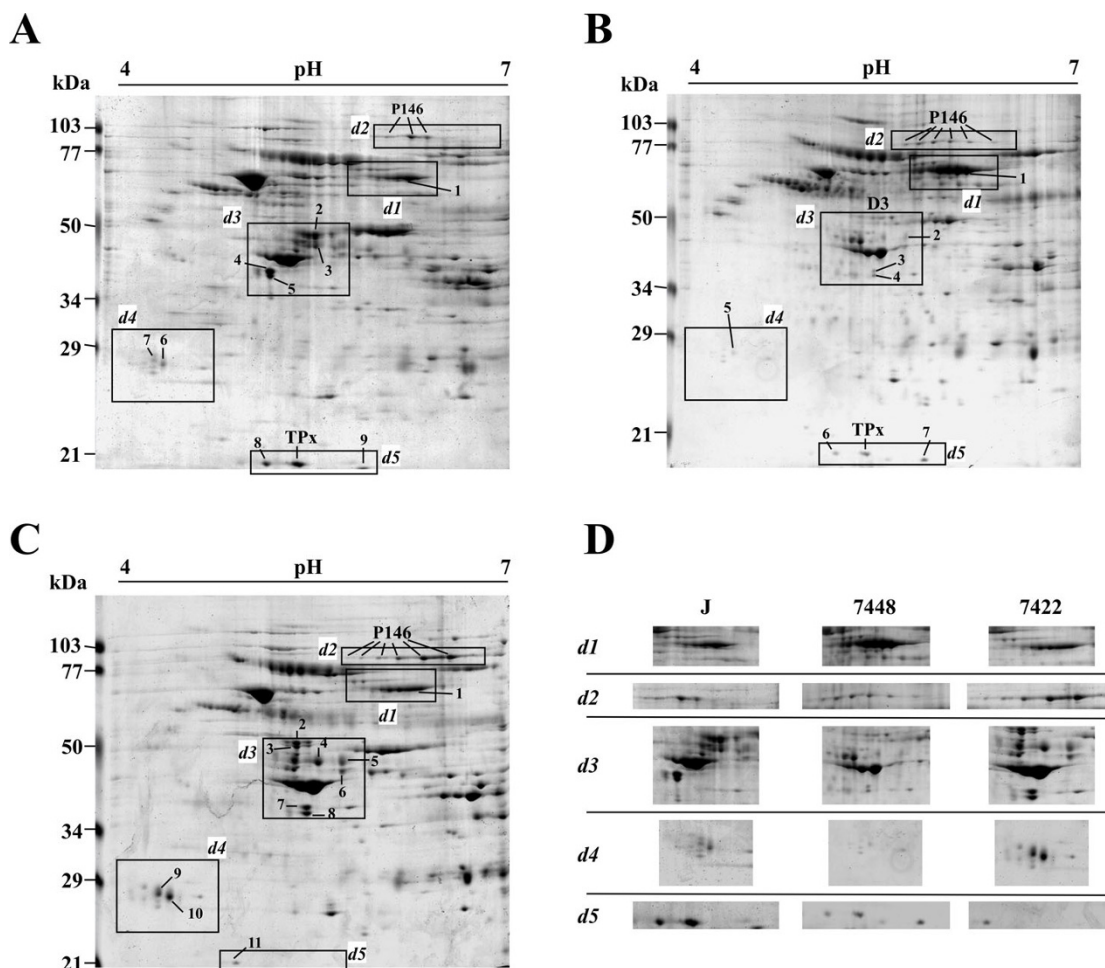 A
4 pH 7
kDa
103
77
50
34
29
21
P146
d2
1
d1
d3
2
3
4
5
d4
7 6
8 TPx 9
d5
B
4 pH 7
kDa
103
77
50
34
29
21
P146
d2
1
d1
d3
D3
2
3
4
5
d4
6 TPx 7
d5
C
4 pH 7
kDa
103
77
50
34
29
21
P146
d2
1
d1
d3
2
3
4
5
6
7
8
d4
9
10
11
d5
D
J 7448 7422
d1
d2
d3
d4
d5